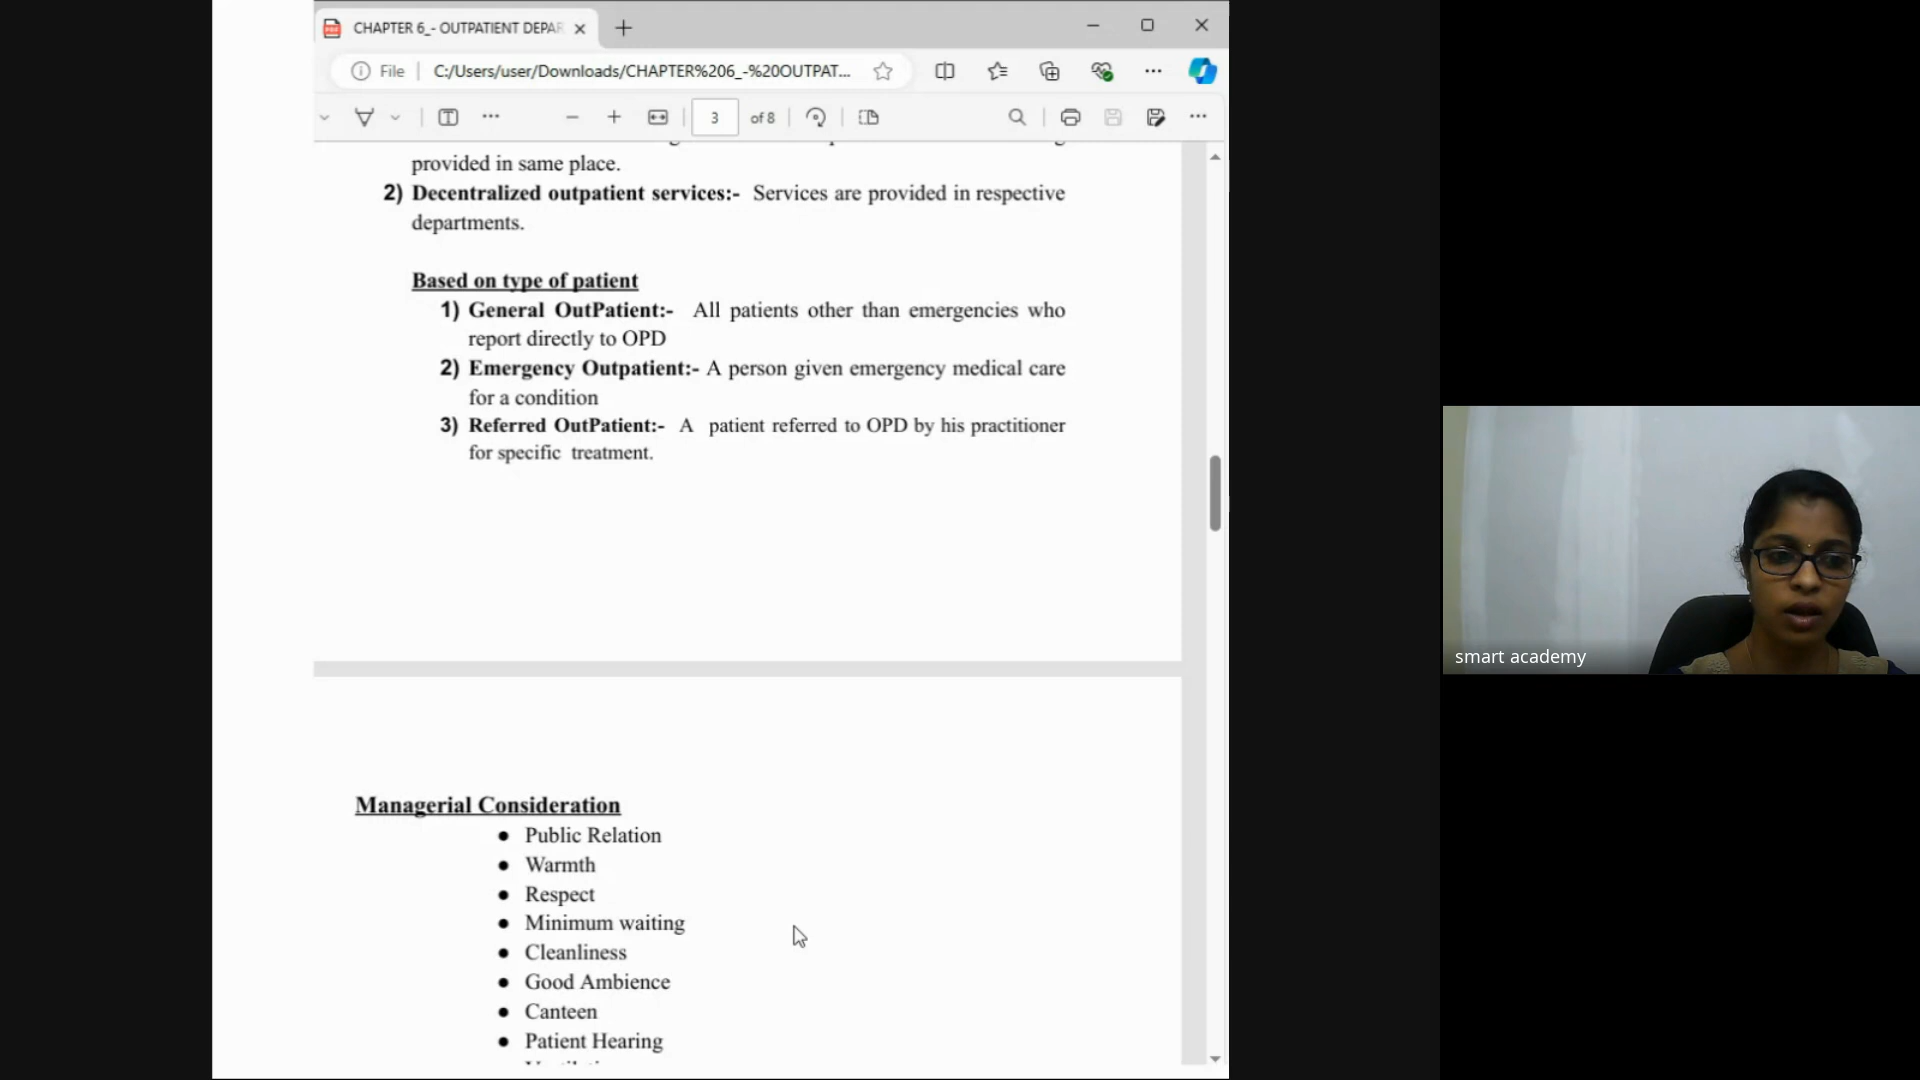 CHAPTER 6_- OUTPATIENT DEPAR
File
C:/Users/user/Downloads/CHAPTER%206_-%20OUTPAT...
3 of 8
provided in same place.
2) Decentralized outpatient services:- Services are provided in respective
departments.
Based on type of patient
1) General OutPatient:- All patients other than emergencies who
report directly to OPD
2) Emergency Outpatient:- A person given emergency medical care
for a condition
3) Referred OutPatient:- A patient referred to OPD by his practitioner
for specific treatment.
Managerial Consideration
● Public Relation
● Warmth
● Respect
● Minimum waiting
● Cleanliness
● Good Ambience
● Canteen
● Patient Hearing
smart academy